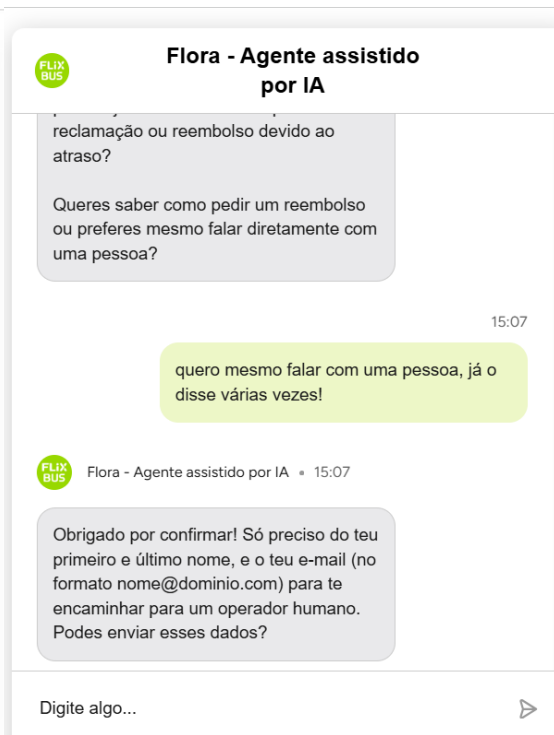 FLiX
BUS
Flora - Agente assistido
por IA
reclamação ou reembolso devido ao
atraso?
Queres saber como pedir um reembolso
ou preferes mesmo falar diretamente com
uma pessoa?
15:07
quero mesmo falar com uma pessoa, já o
disse várias vezes!
FLiX
BUS
Flora - Agente assistido por IA • 15:07
Obrigado por confirmar! Só preciso do teu
primeiro e último nome, e o teu e-mail (no
formato nome@dominio.com) para te
encaminhar para um operador humano.
Podes enviar esses dados?
Digite algo...